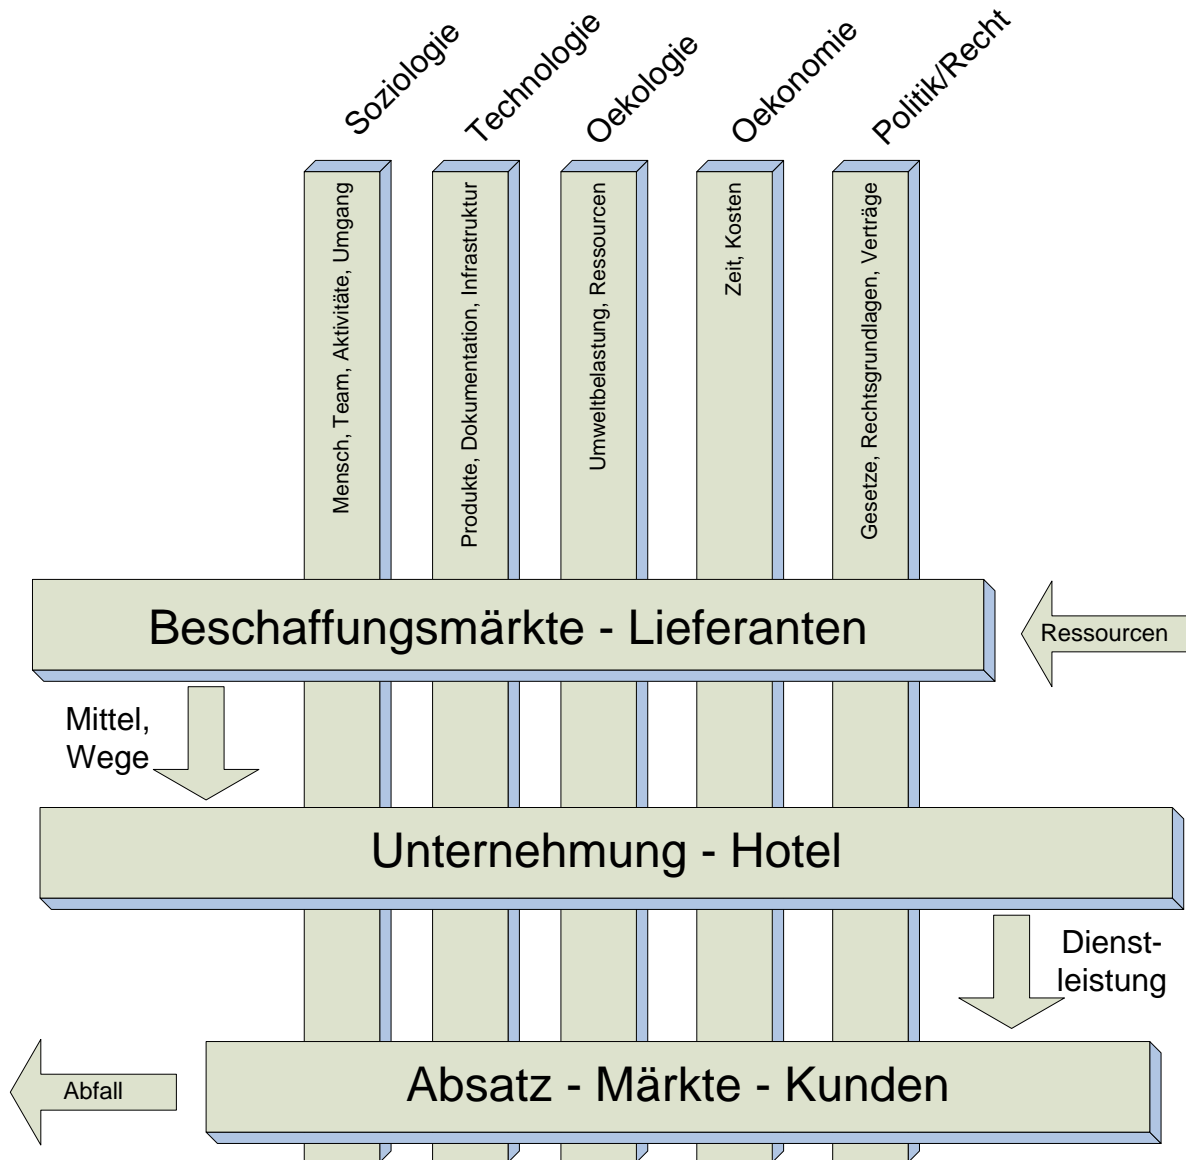 Soziologie
Technologie
Oekologie
Oekonomie
Politik/Recht
Mensch, Team, Aktivitäte, Umgang
Produkte, Dokumentation, Infrastruktur
Umweltbelastung, Ressourcen
Zeit, Kosten
Gesetze, Rechtsgrundlagen, Verträge
Beschaffungsmärkte - Lieferanten
Ressourcen
Mittel,
Wege
Unternehmung - Hotel
Dienst-
leistung
Absatz - Märkte - Kunden
Abfall